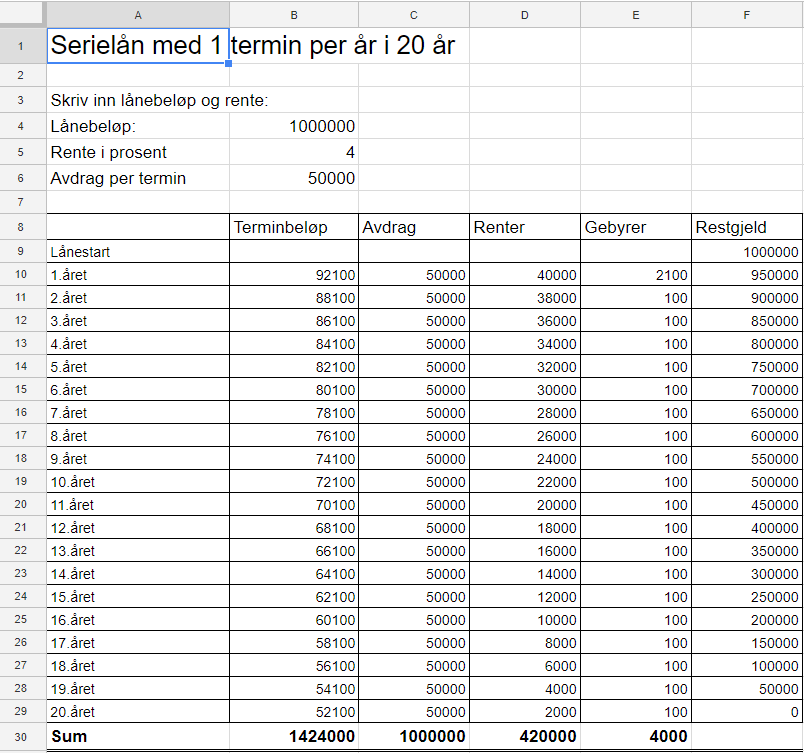 A B C D E F
1 Serielån med 1 termin per år i 20 år
2
3 Skriv inn lånebeløp og rente:
4 Lånebeløp: 1000000
5 Rente i prosent 4
6 Avdrag per termin 50000
7
8 Terminbeløp Avdrag Renter Gebyrer Restgjeld
9 Lånestart 1000000
10 1.året 92100 50000 40000 2100 950000
11 2.året 88100 50000 38000 100 900000
12 3.året 86100 50000 36000 100 850000
13 4.året 84100 50000 34000 100 800000
14 5.året 82100 50000 32000 100 750000
15 6.året 80100 50000 30000 100 700000
16 7.året 78100 50000 28000 100 650000
17 8.året 76100 50000 26000 100 600000
18 9.året 74100 50000 24000 100 550000
19 10.året 72100 50000 22000 100 500000
20 11.året 70100 50000 20000 100 450000
21 12.året 68100 50000 18000 100 400000
22 13.året 66100 50000 16000 100 350000
23 14.året 64100 50000 14000 100 300000
24 15.året 62100 50000 12000 100 250000
25 16.året 60100 50000 10000 100 200000
26 17.året 58100 50000 8000 100 150000
27 18.året 56100 50000 6000 100 100000
28 19.året 54100 50000 4000 100 50000
29 20.året 52100 50000 2000 100 0
30 Sum 1424000 1000000 420000 4000